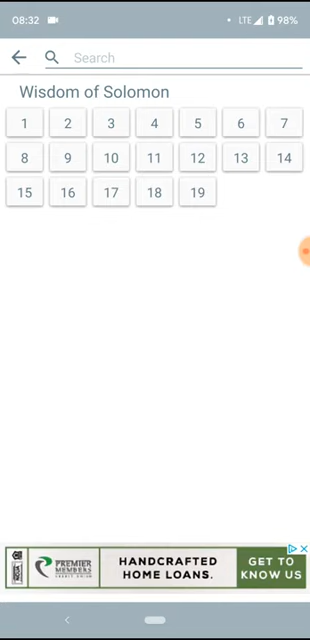 08:32 LTE 98%
Search
Wisdom of Solomon
1 2 3 4 5 6 7
8 9 10 11 12 13 14
15 16 17 18 19
PREMIER
MEMBERS
CREDIT UNION
HANDCRAFTED
HOME LOANS.
GET TO
KNOW US
NCUA